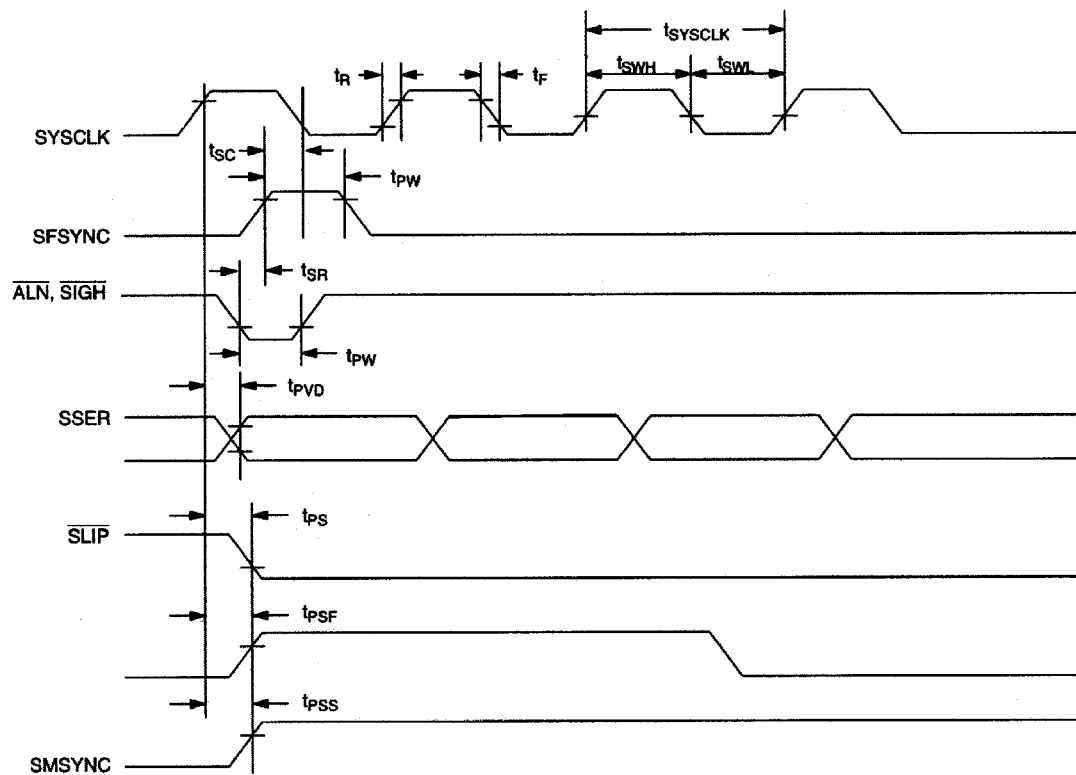 tSYSCLK
tR
tF
tSWH
tSWL
SYSCLK
tSC
tPW
SFSYNC
tSR
ALN, SIGH
tPW
tPVD
SSER
tPS
SLIP
tPSF
tPSS
SMSYNC